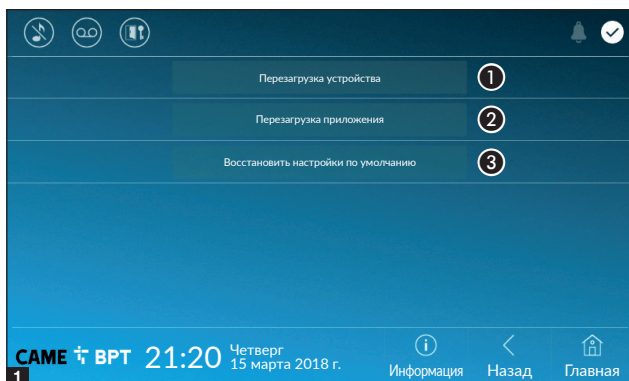 Перезагрузка устройства
1
Перезагрузка приложения
2
Восстановить настройки по умолчанию
3
CAME BPT 21:20 Четверг
15 марта 2018 г.
Информация
Назад
Главная
1